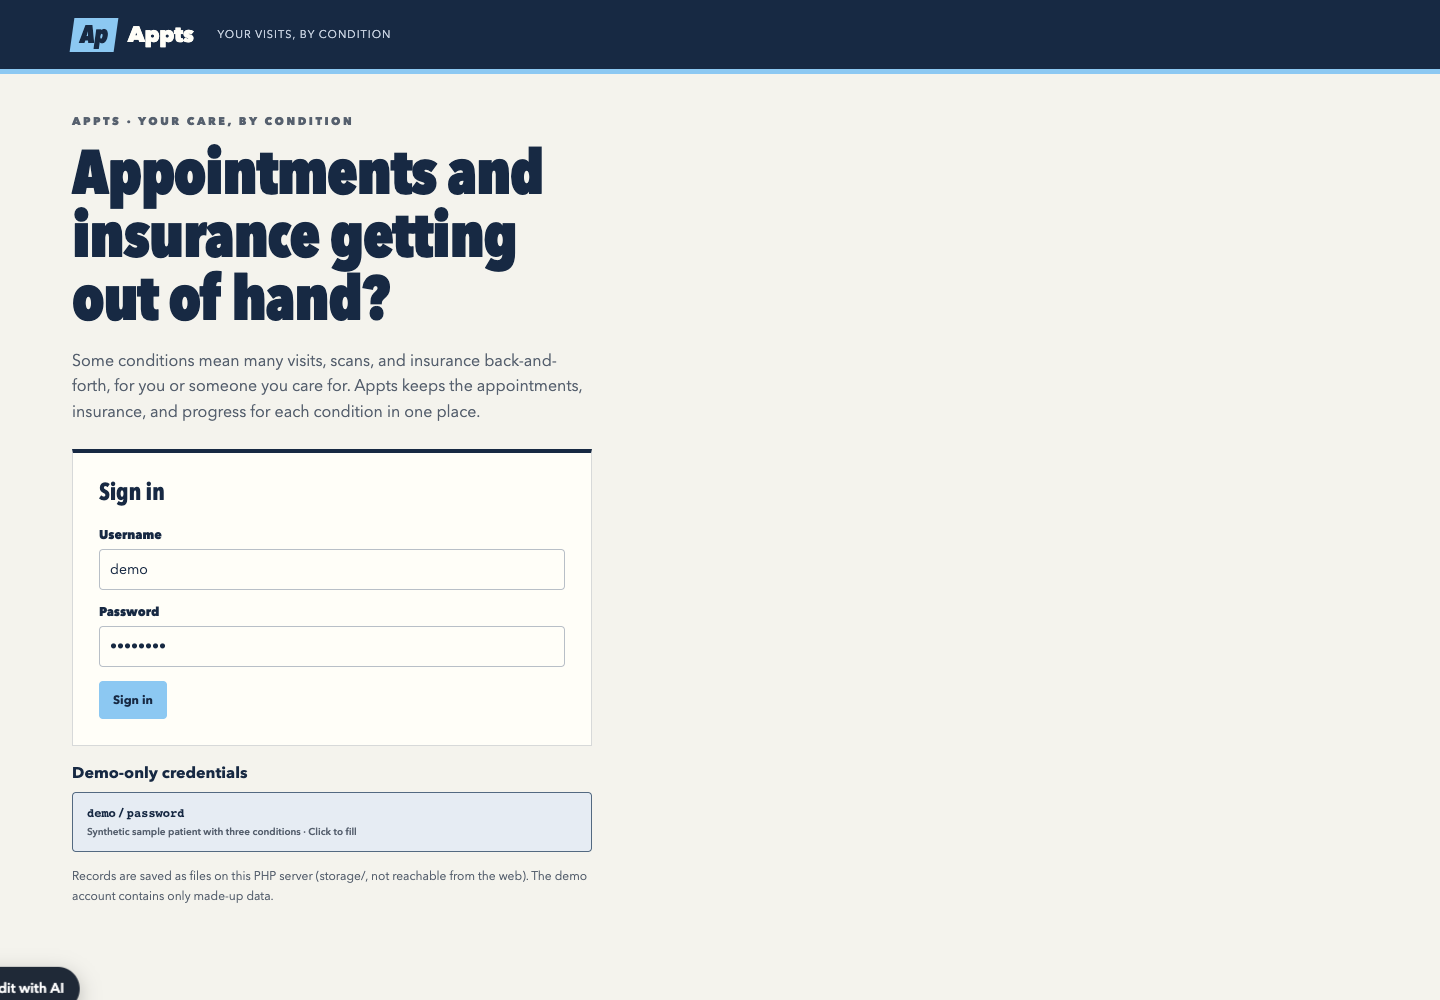 Ap Appts YOUR VISITS, BY CONDITION
APPTS · YOUR CARE, BY CONDITION
Appointments and
insurance getting
out of hand?
Some conditions mean many visits, scans, and insurance back-and-
forth, for you or someone you care for. Appts keeps the appointments,
insurance, and progress for each condition in one place.
Sign in
Username
demo
Password
••••••••
Sign in
Demo-only credentials
demo / password
Synthetic sample patient with three conditions · Click to fill
Records are saved as files on this PHP server (storage/, not reachable from the web). The demo
account contains only made-up data.
dit with AI